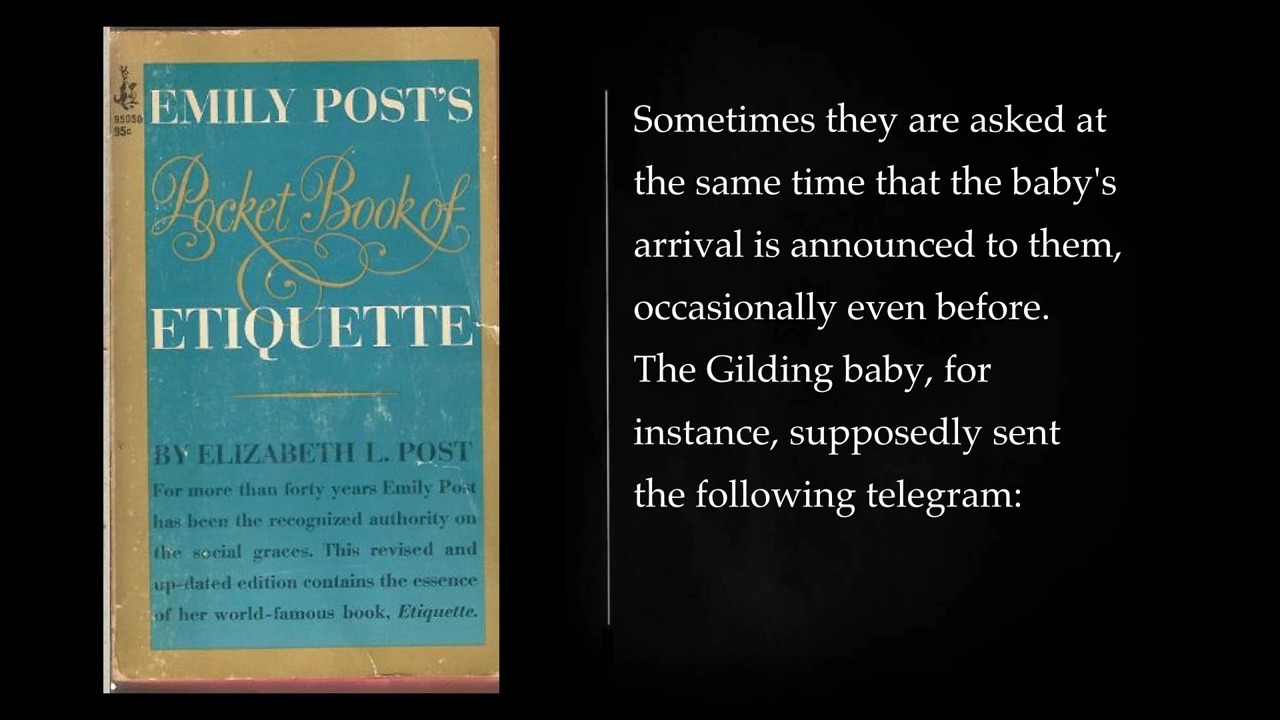 95050
95c
EMILY POST'S
Pocket Book of
ETIQUETTE
BY ELIZABETH L. POST
For more than forty years Emily Post
has been the recognized authority on
the social graces. This revised and
up-dated edition contains the essence
of her world-famous book, Etiquette.
Sometimes they are asked at
the same time that the baby's
arrival is announced to them,
occasionally even before.
The Gilding baby, for
instance, supposedly sent
the following telegram: